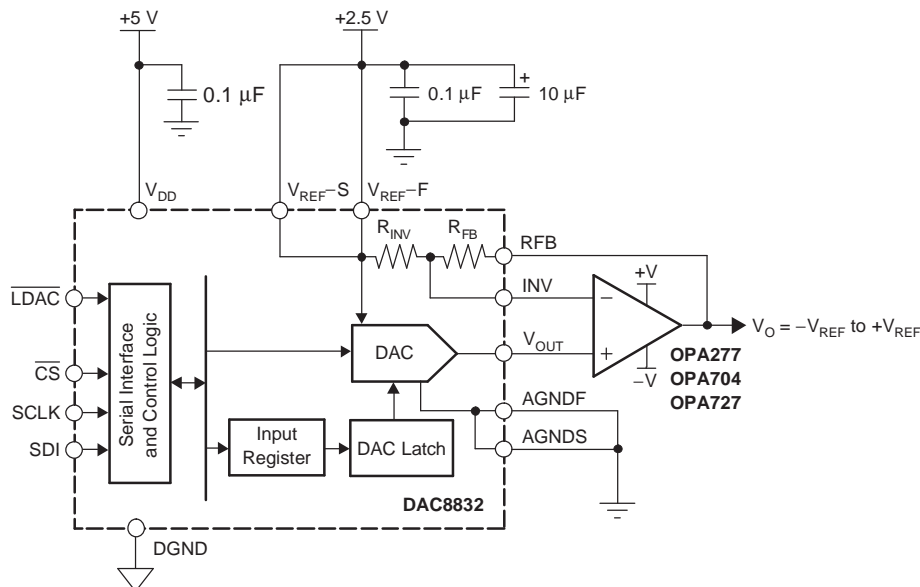 +5 V
+2.5 V
0.1 μF
+
0.1 μF
10 μF
V_DD
V_REF−S
V_REF−F
R_INV
R_FB
RFB
INV
+V
−
V_O = −V_REF to +V_REF
+
−V
OPA277
OPA704
OPA727
LDAC
CS
SCLK
SDI
Serial Interface
and Control Logic
DAC
V_OUT
AGNDF
AGNDS
Input
Register
DAC Latch
DAC8832
DGND